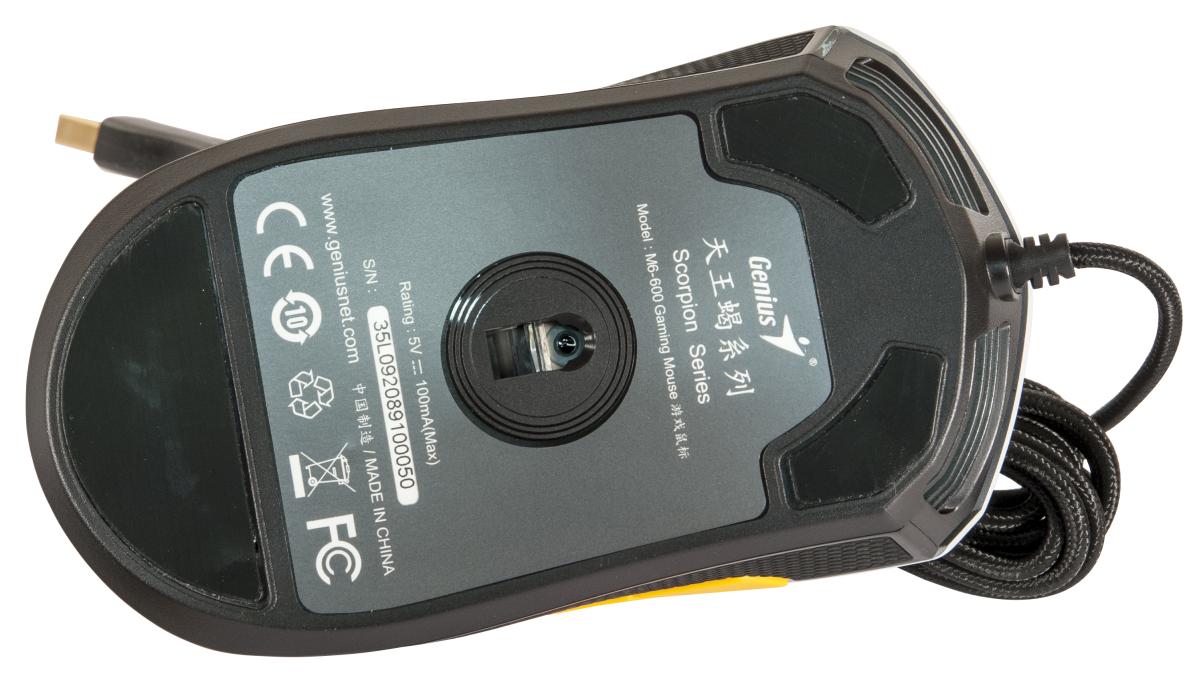 Genius®
天王蝎系列
Scorpion Series
Model : M6-600 Gaming Mouse 游戏鼠标
Rating : 5V ⎓ 100mA(Max)
S/N : 35L092089100050
中国制造 / MADE IN CHINA
www.geniusnet.com
CE 10 FC